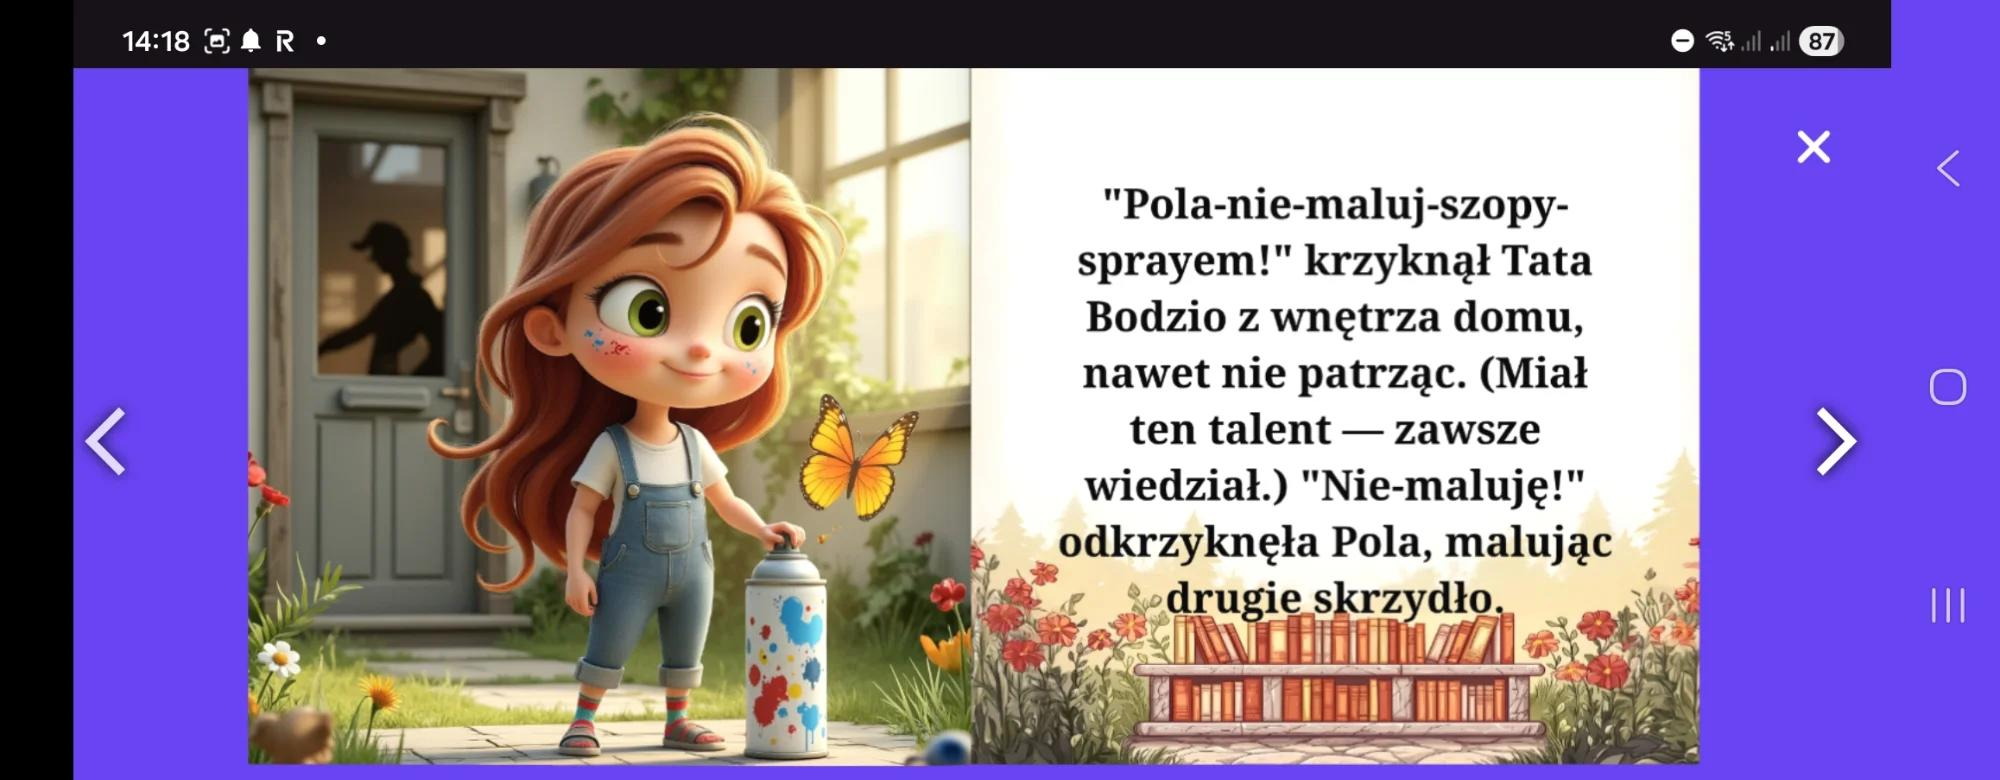 14:18
87
"Pola-nie-maluj-szopy-
sprayem!" krzyknął Tata
Bodzio z wnętrza domu,
nawet nie patrząc. (Miał
ten talent — zawsze
wiedział.) "Nie-maluję!"
odkrzyknęła Pola, malując
drugie skrzydło.